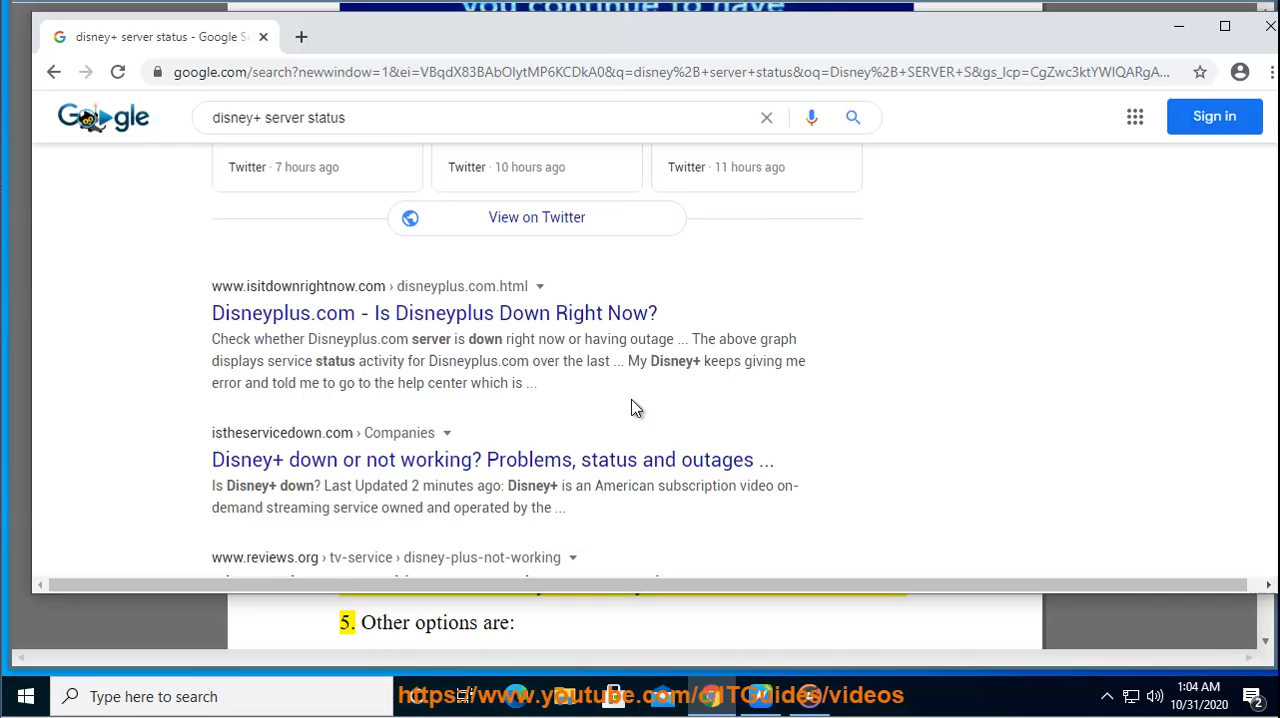 you continue to have
disney+ server status - Google S
google.com/search?newwindow=1&ei=VBqdX83BAbOIytMP6KCDkA0&q=disney%2B+server+status&oq=Disney%2B+SERVER+S&gs_lcp=CgZwc3ktYWIQARgA...
Google
disney+ server status
Sign in
Twitter · 7 hours ago
Twitter · 10 hours ago
Twitter · 11 hours ago
View on Twitter
www.isitdownrightnow.com › disneyplus.com.html
Disneyplus.com - Is Disneyplus Down Right Now?
Check whether Disneyplus.com server is down right now or having outage ... The above graph
displays service status activity for Disneyplus.com over the last ... My Disney+ keeps giving me
error and told me to go to the help center which is ...
istheservicedown.com › Companies
Disney+ down or not working? Problems, status and outages ...
Is Disney+ down? Last Updated 2 minutes ago: Disney+ is an American subscription video on-
demand streaming service owned and operated by the ...
www.reviews.org › tv-service › disney-plus-not-working
5. Other options are:
Type here to search
https://www.youtube.com/@ITGuides/videos
1:04 AM
10/31/2020
2